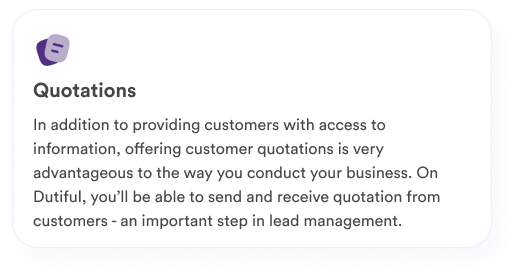 Quotations
In addition to providing customers with access to
information, offering customer quotations is very
advantageous to the way you conduct your business. On
Dutiful, you’ll be able to send and receive quotation from
customers - an important step in lead management.